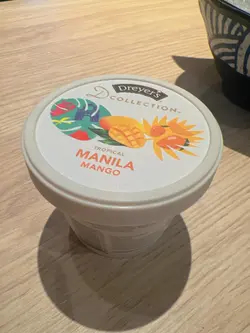 Dreyer's
D
COLLECTION
TROPICAL
MANILA
MANGO